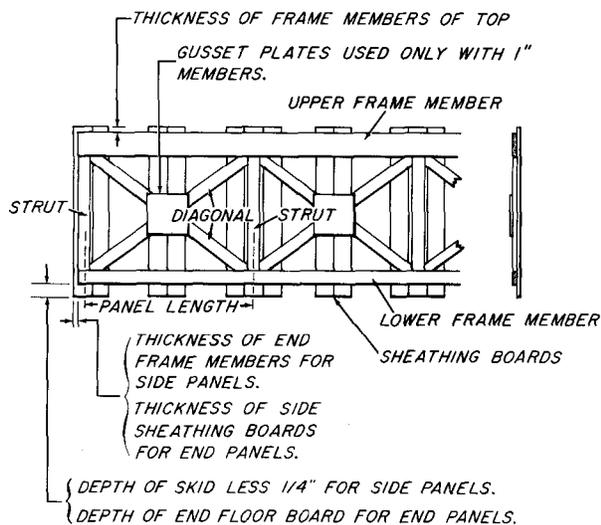 THICKNESS OF FRAME MEMBERS OF TOP
GUSSET PLATES USED ONLY WITH 1"
MEMBERS.
UPPER FRAME MEMBER
STRUT
DIAGONAL
STRUT
PANEL LENGTH
LOWER FRAME MEMBER
SHEATHING BOARDS
THICKNESS OF END
FRAME MEMBERS FOR
SIDE PANELS.
THICKNESS OF SIDE
SHEATHING BOARDS
FOR END PANELS.
DEPTH OF SKID LESS 1/4" FOR SIDE PANELS.
DEPTH OF END FLOOR BOARD FOR END PANELS.